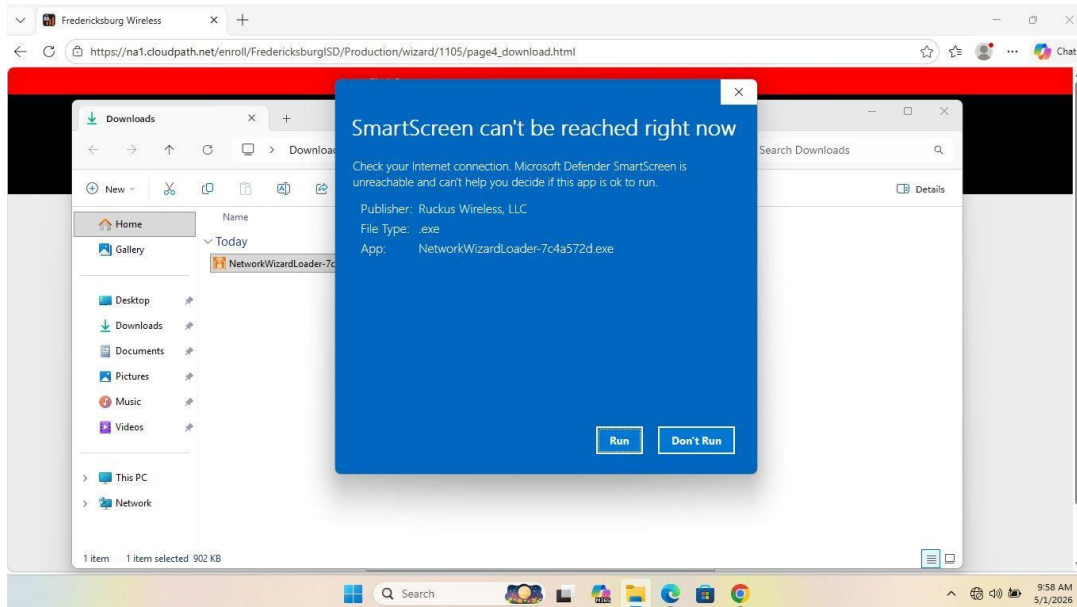 Fredericksburg Wireless
https://na1.cloudpath.net/enroll/FredericksburgISD/Production/wizard/1105/page4_download.html
Chat
Downloads
Downloa
Search Downloads
New
Details
Home
Gallery
Desktop
Downloads
Documents
Pictures
Music
Videos
This PC
Network
Name
Today
NetworkWizardLoader-7c
SmartScreen can't be reached right now
Check your Internet connection. Microsoft Defender SmartScreen is
unreachable and can't help you decide if this app is ok to run.
Publisher: Ruckus Wireless, LLC
File Type: .exe
App: NetworkWizardLoader-7c4a572d.exe
Run
Don't Run
1 item 1 item selected 902 KB
Search
9:58 AM
5/1/2026